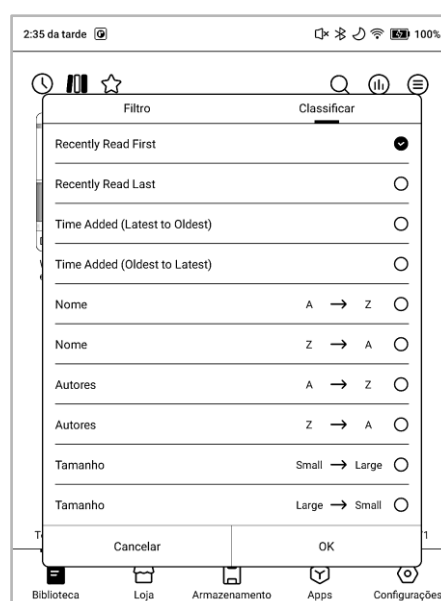 2:35 da tarde 100%
Filtro Classificar
Recently Read First
Recently Read Last
Time Added (Latest to Oldest)
Time Added (Oldest to Latest)
Nome A → Z
Nome Z → A
Autores A → Z
Autores Z → A
Tamanho Small → Large
Tamanho Large → Small
Cancelar OK
Biblioteca Loja Armazenamento Apps Configurações